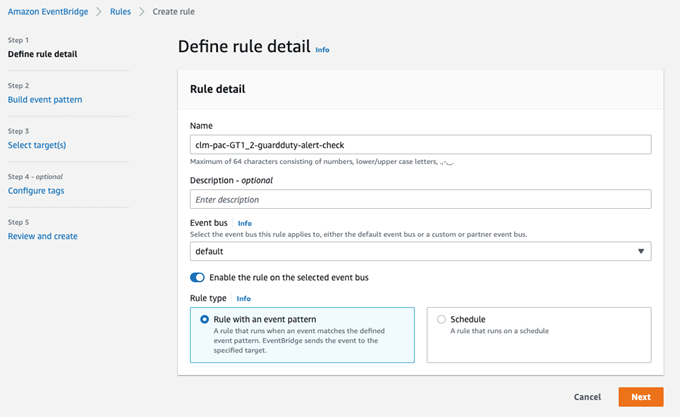 Amazon EventBridge > Rules > Create rule
Step 1
Define rule detail
Step 2
Build event pattern
Step 3
Select target(s)
Step 4 - optional
Configure tags
Step 5
Review and create
Define rule detail Info
Rule detail
Name
clm-pac-GT1_2-guardduty-alert-check
Maximum of 64 characters consisting of numbers, lower/upper case letters, .,-,_.
Description - optional
Enter description
Event bus Info
Select the event bus this rule applies to, either the default event bus or a custom or partner event bus.
default
Enable the rule on the selected event bus
Rule type Info
Rule with an event pattern
A rule that runs when an event matches the defined
event pattern. EventBridge sends the event to the
specified target.
Schedule
A rule that runs on a schedule
Cancel Next